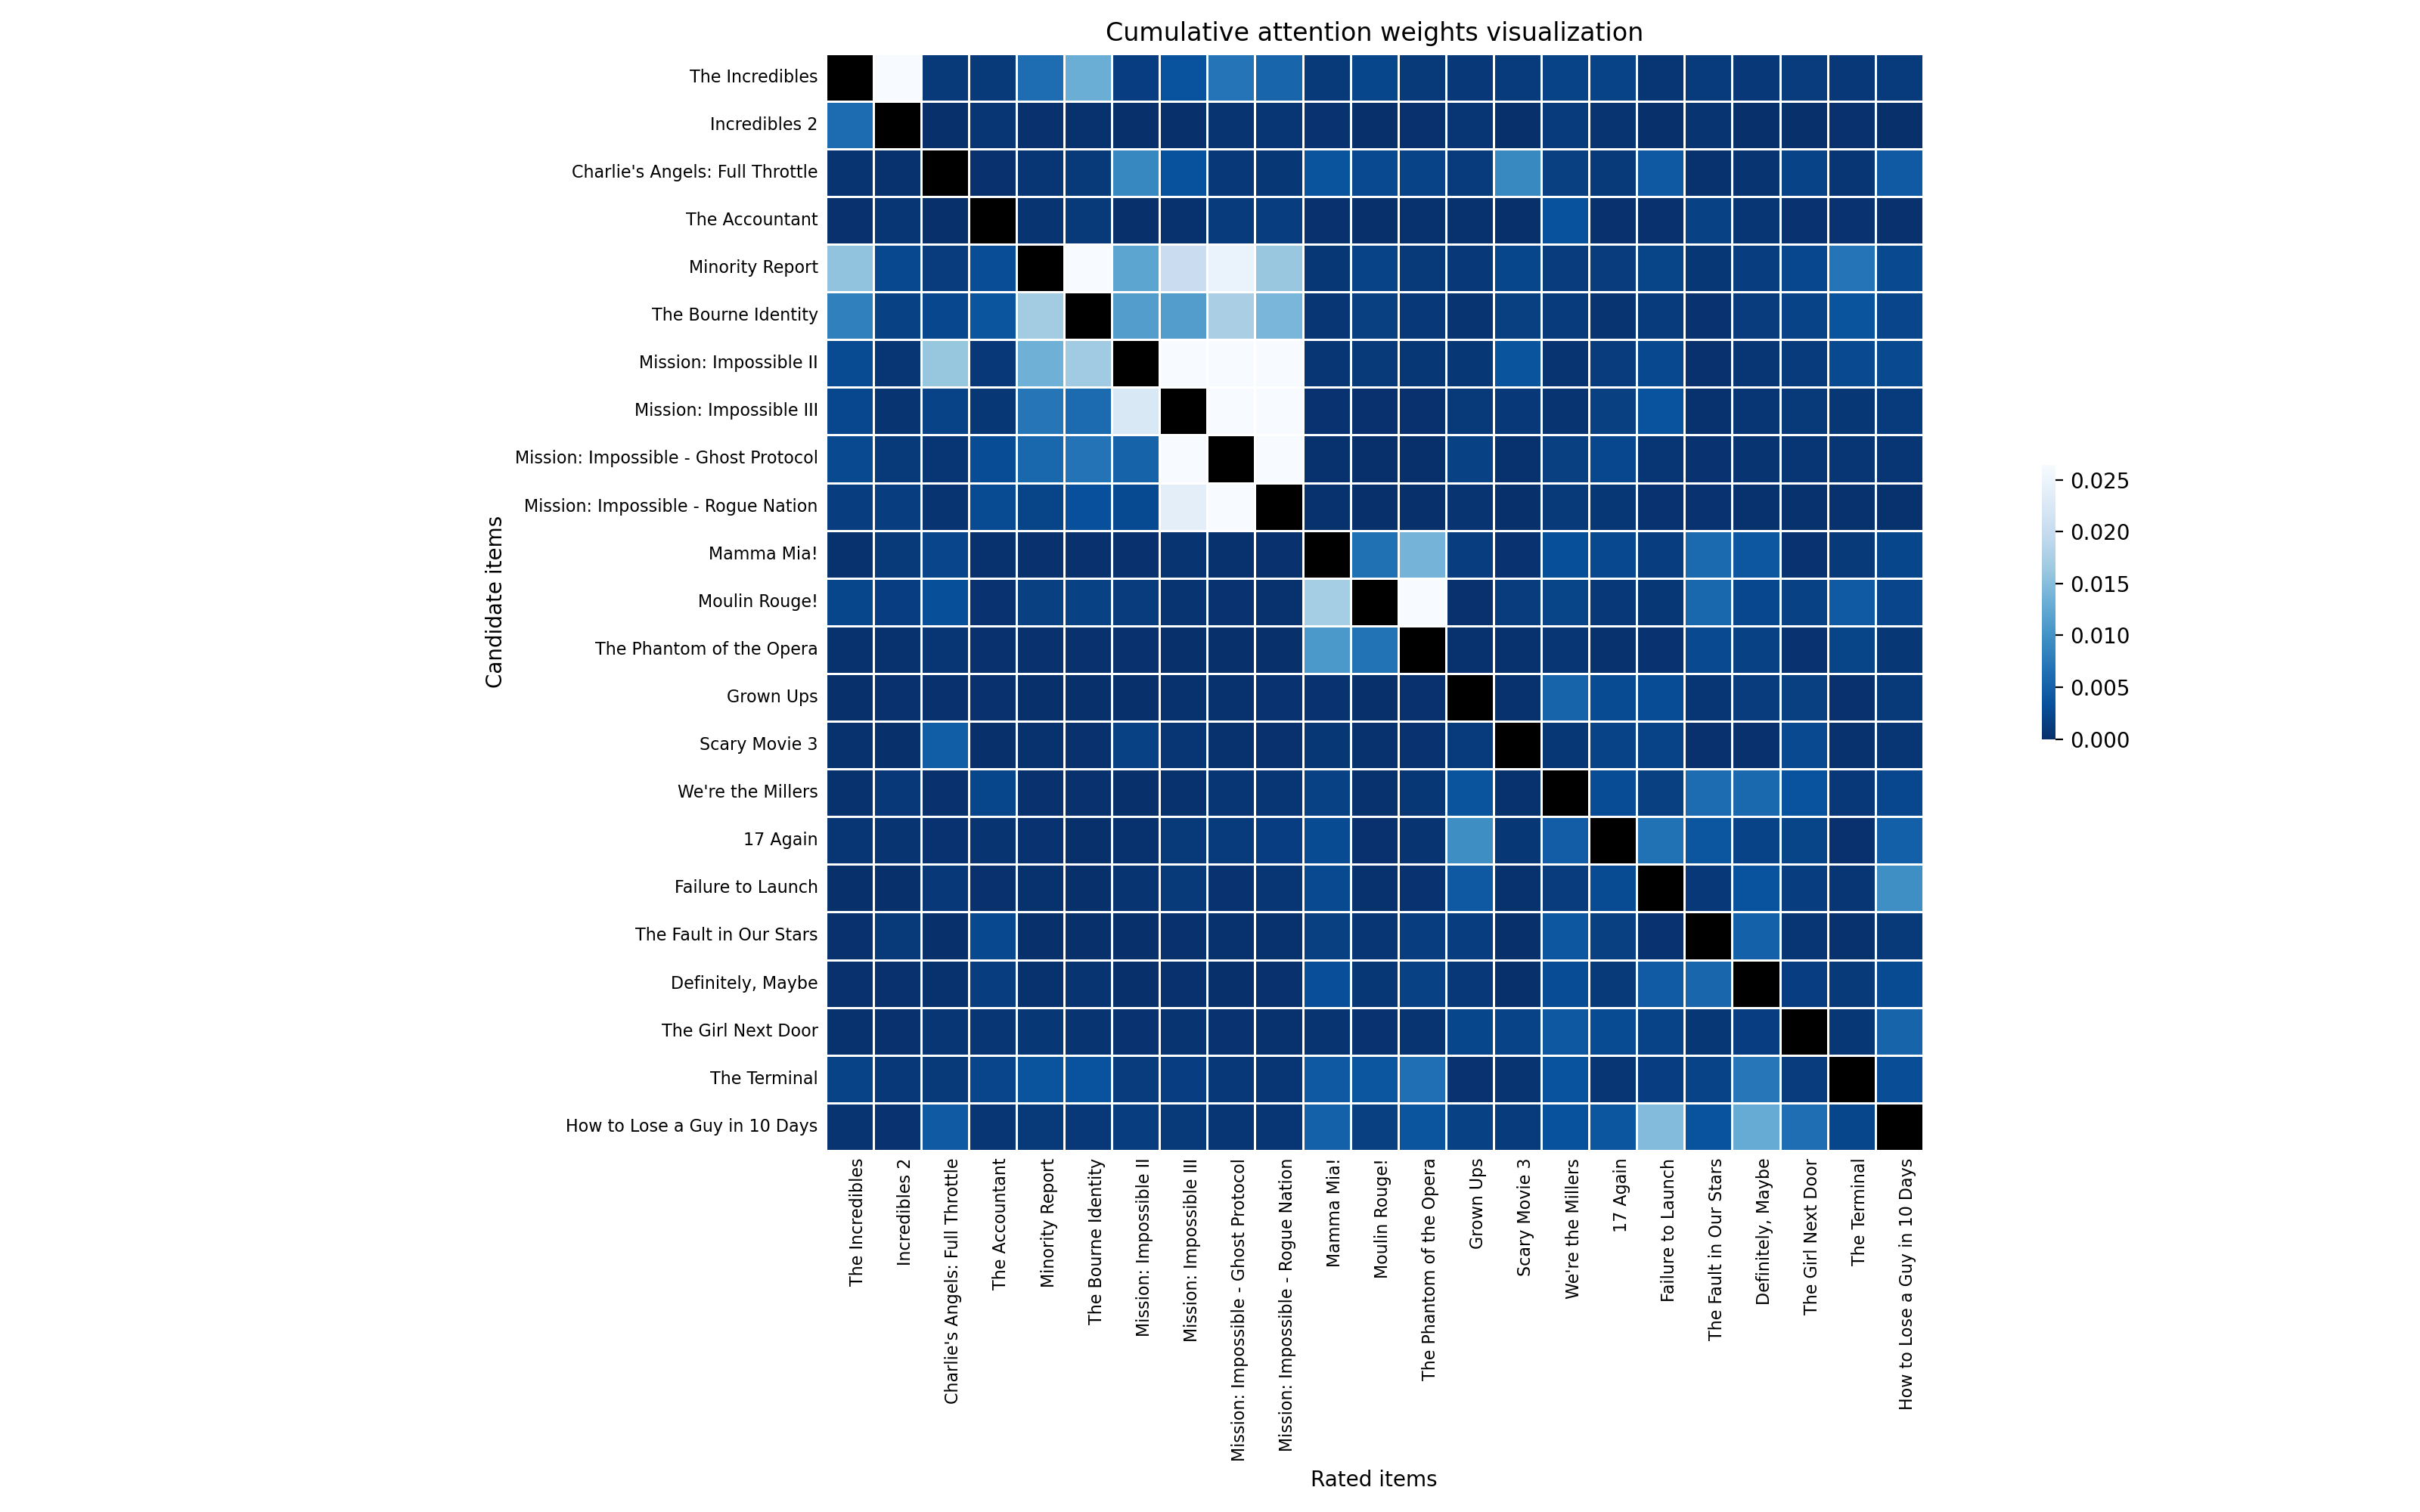 Cumulative attention weights visualization
Candidate items
The Incredibles
Incredibles 2
Charlie's Angels: Full Throttle
The Accountant
Minority Report
The Bourne Identity
Mission: Impossible II
Mission: Impossible III
Mission: Impossible - Ghost Protocol
Mission: Impossible - Rogue Nation
Mamma Mia!
Moulin Rouge!
The Phantom of the Opera
Grown Ups
Scary Movie 3
We're the Millers
17 Again
Failure to Launch
The Fault in Our Stars
Definitely, Maybe
The Girl Next Door
The Terminal
How to Lose a Guy in 10 Days
The Incredibles
Incredibles 2
Charlie's Angels: Full Throttle
The Accountant
Minority Report
The Bourne Identity
Mission: Impossible II
Mission: Impossible III
Mission: Impossible - Ghost Protocol
Mission: Impossible - Rogue Nation
Mamma Mia!
Moulin Rouge!
The Phantom of the Opera
Grown Ups
Scary Movie 3
We're the Millers
17 Again
Failure to Launch
The Fault in Our Stars
Definitely, Maybe
The Girl Next Door
The Terminal
How to Lose a Guy in 10 Days
Rated items
0.025
0.020
0.015
0.010
0.005
0.000